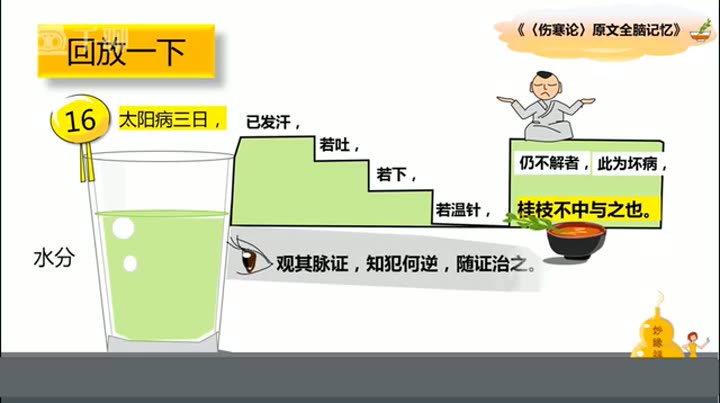 千聊
回放一下
《〈伤寒论〉原文全脑记忆》
16
太阳病三日，
已发汗，
若吐，
若下，
若温针，
仍不解者，此为坏病，
桂枝不中与之也。
水分
观其脉证，知犯何逆，随证治之。